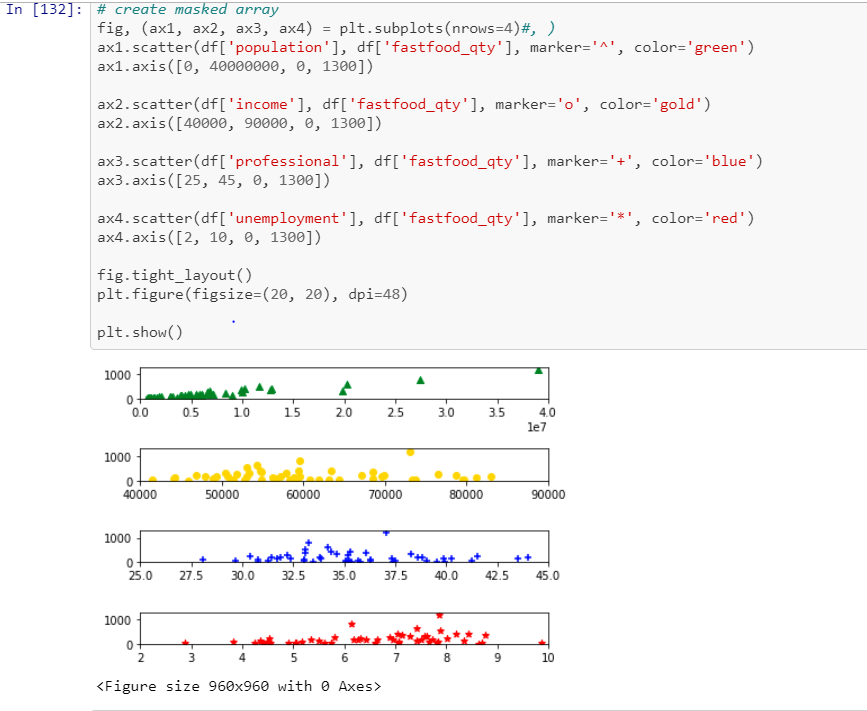 In [132]: # create masked array
fig, (ax1, ax2, ax3, ax4) = plt.subplots(nrows=4)#, )
ax1.scatter(df['population'], df['fastfood_qty'], marker='^', color='green')
ax1.axis([0, 40000000, 0, 1300])
ax2.scatter(df['income'], df['fastfood_qty'], marker='o', color='gold')
ax2.axis([40000, 90000, 0, 1300])
ax3.scatter(df['professional'], df['fastfood_qty'], marker='+', color='blue')
ax3.axis([25, 45, 0, 1300])
ax4.scatter(df['unemployment'], df['fastfood_qty'], marker='*', color='red')
ax4.axis([2, 10, 0, 1300])
fig.tight_layout()
plt.figure(figsize=(20, 20), dpi=48)
plt.show()
1000
0
0.0 0.5 1.0 1.5 2.0 2.5 3.0 3.5 4.0
1e7
1000
0
40000 50000 60000 70000 80000 90000
1000
0
25.0 27.5 30.0 32.5 35.0 37.5 40.0 42.5 45.0
1000
0
2 3 4 5 6 7 8 9 10
<Figure size 960x960 with 0 Axes>